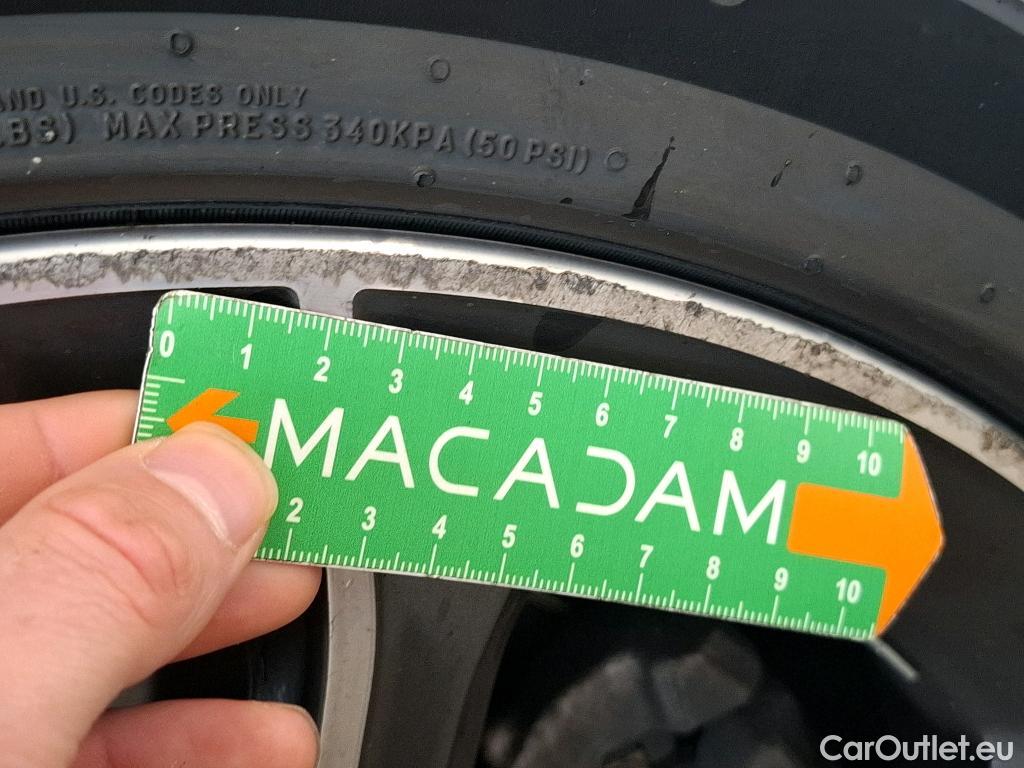 AND U.S. CODES ONLY
LBS) MAX PRESS 340KPA (50 PSI)
0 1 2 3 4 5 6 7 8 9 10
MACADAM
2 3 4 5 6 7 8 9 10
CarOutlet.eu